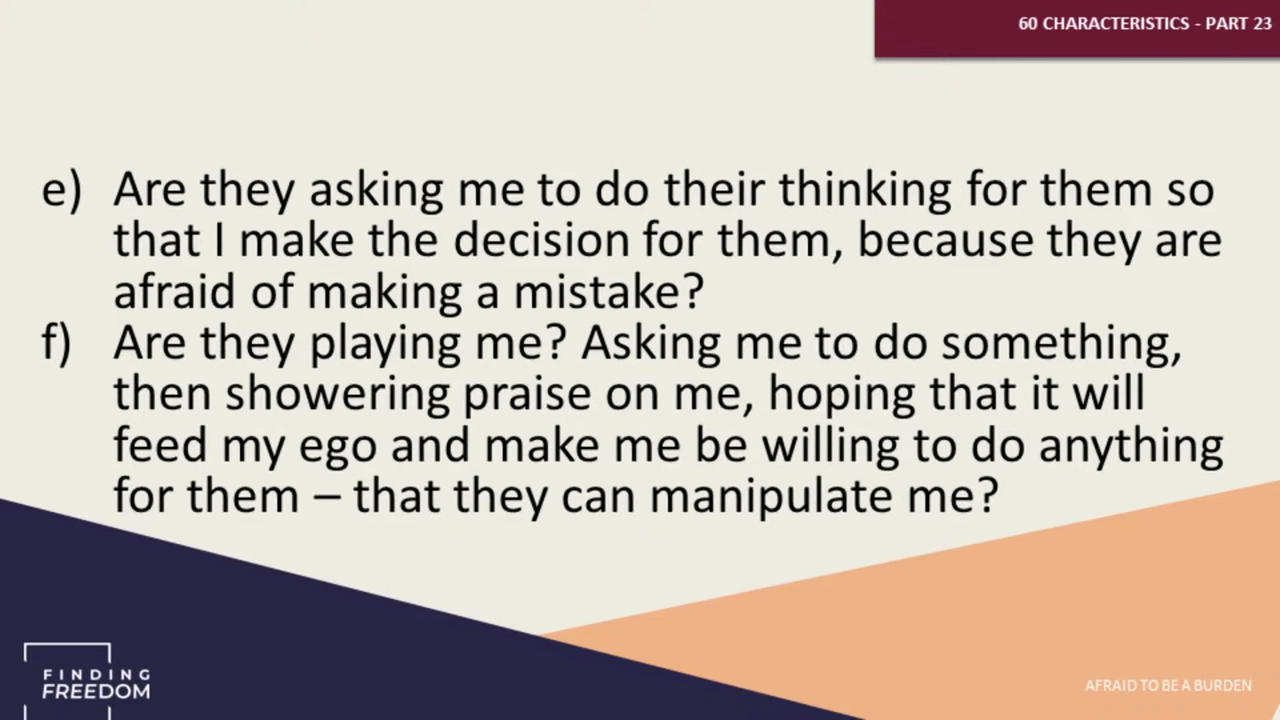 60 CHARACTERISTICS - PART 23
e) Are they asking me to do their thinking for them so
that I make the decision for them, because they are
afraid of making a mistake?
f) Are they playing me? Asking me to do something,
then showering praise on me, hoping that it will
feed my ego and make me be willing to do anything
for them – that they can manipulate me?
FINDING
FREEDOM
AFRAID TO BE A BURDEN